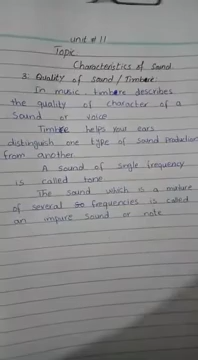 unit # 11
Topic
Characteristics of Sound
3. Quality of Sound / Timbre
In music, timbre describes
the quality of character of a
Sound or voice
Timbre helps your ears
distinguish one type of sound production
from another
A sound of single frequency
is called tone
The sound which is a mixture
of several frequencies is called
an impure sound or note